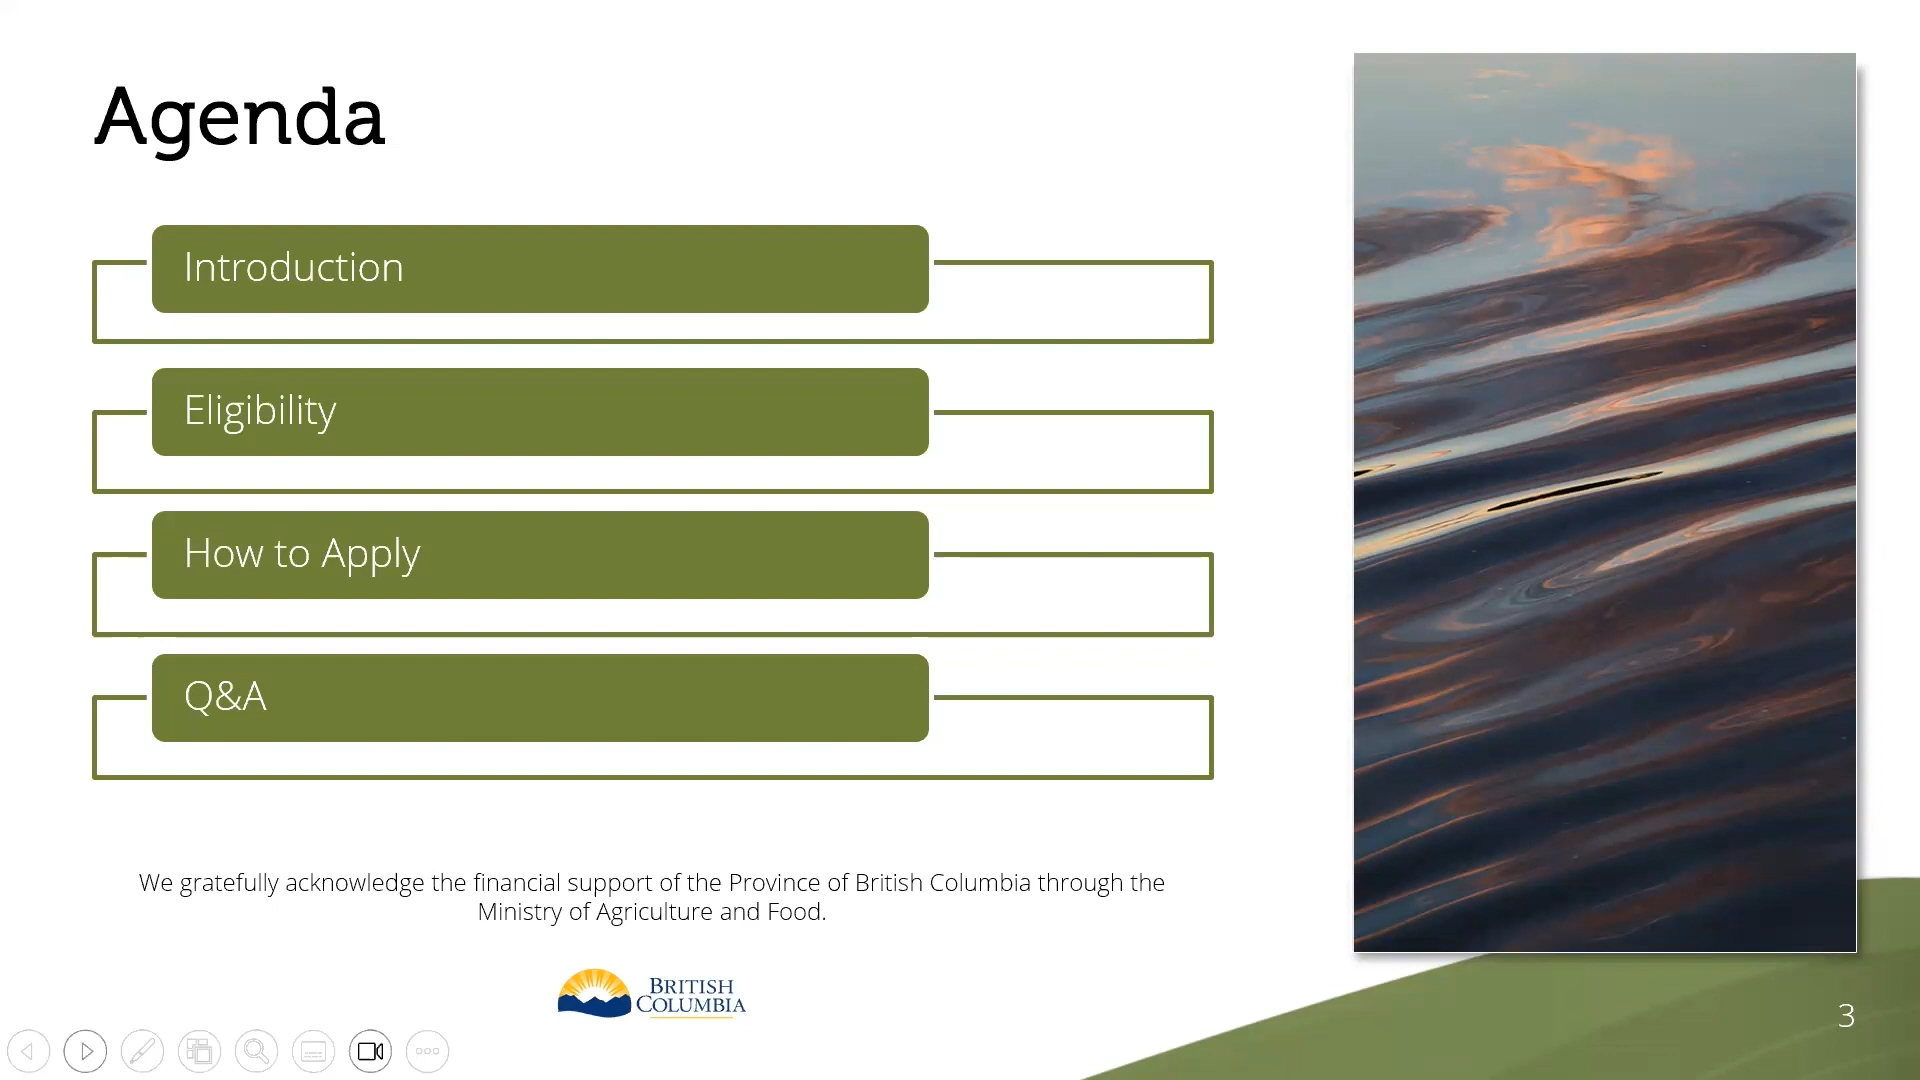 Agenda
Introduction
Eligibility
How to Apply
Q&A
We gratefully acknowledge the financial support of the Province of British Columbia through the
Ministry of Agriculture and Food.
BRITISH
COLUMBIA
3